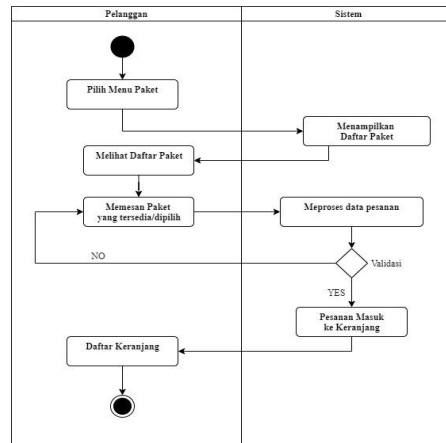 Pelanggan
Sistem
Pilih Menu Paket
Menampilkan
Daftar Paket
Melihat Daftar Paket
Memesan Paket
yang tersedia/dipilih
Meproses data pesanan
NO
Validasi
YES
Pesanan Masuk
ke Keranjang
Daftar Keranjang